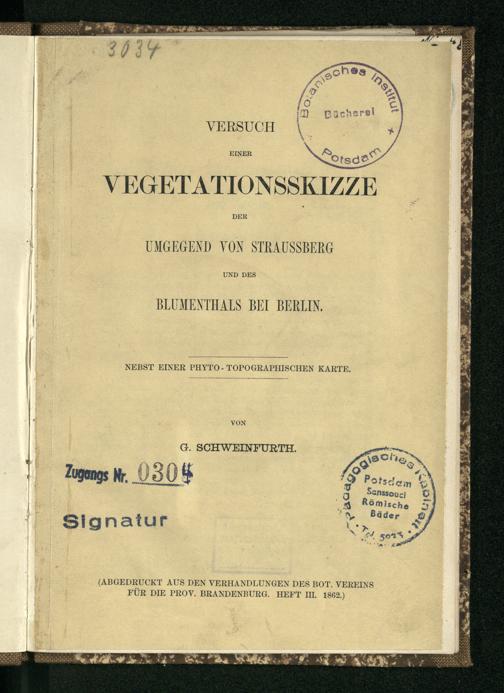 3034
Botanisches Institut
Bücherei
Potsdam
VERSUCH
EINER
VEGETATIONSSKIZZE
DER
UMGEGEND VON STRAUSSBERG
UND DES
BLUMENTHALS BEI BERLIN.
NEBST EINER PHYTO-TOPOGRAPHISCHEN KARTE.
VON
G. SCHWEINFURTH.
Zugangs Nr. 0304
Signatur
Pädagogisches Kabinett
Potsdam
Sanssouci
Römische
Bäder
Tel. 5023
(ABGEDRUCKT AUS DEN VERHANDLUNGEN DES BOT. VEREINS
FÜR DIE PROV. BRANDENBURG. HEFT III. 1862.)